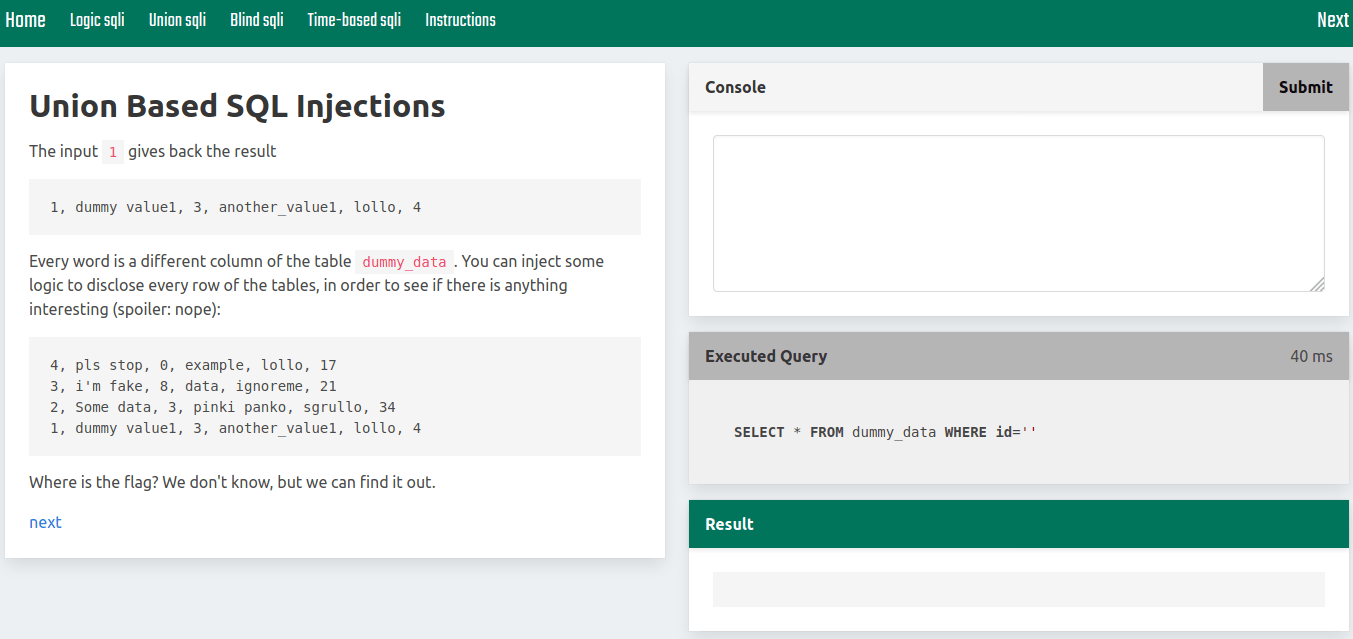 Home Logic sqli Union sqli Blind sqli Time-based sqli Instructions Next
Union Based SQL Injections
The input 1 gives back the result
1, dummy value1, 3, another_value1, lollo, 4
Every word is a different column of the table dummy_data . You can inject some
logic to disclose every row of the tables, in order to see if there is anything
interesting (spoiler: nope):
4, pls stop, 0, example, lollo, 17
3, i'm fake, 8, data, ignoreme, 21
2, Some data, 3, pinki panko, sgrullo, 34
1, dummy value1, 3, another_value1, lollo, 4
Where is the flag? We don't know, but we can find it out.
next
Console Submit
Executed Query 40 ms
SELECT * FROM dummy_data WHERE id=''
Result